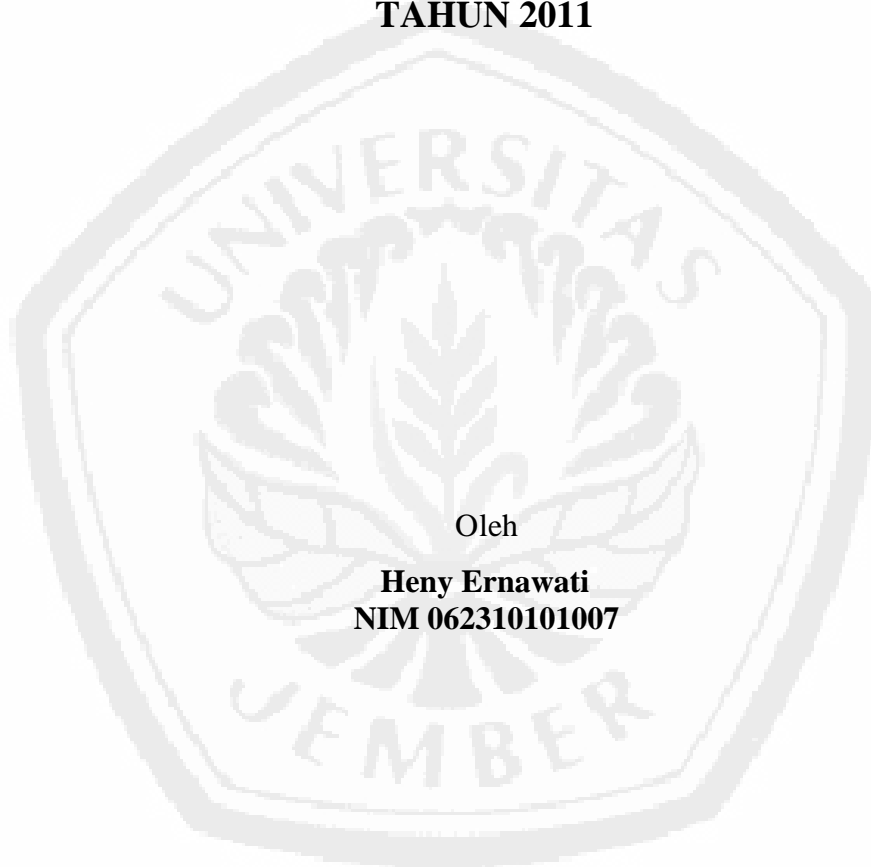 TAHUN 2011
UNIVERSITAS
Oleh
Heny Ernawati
NIM 062310101007
JEMBER